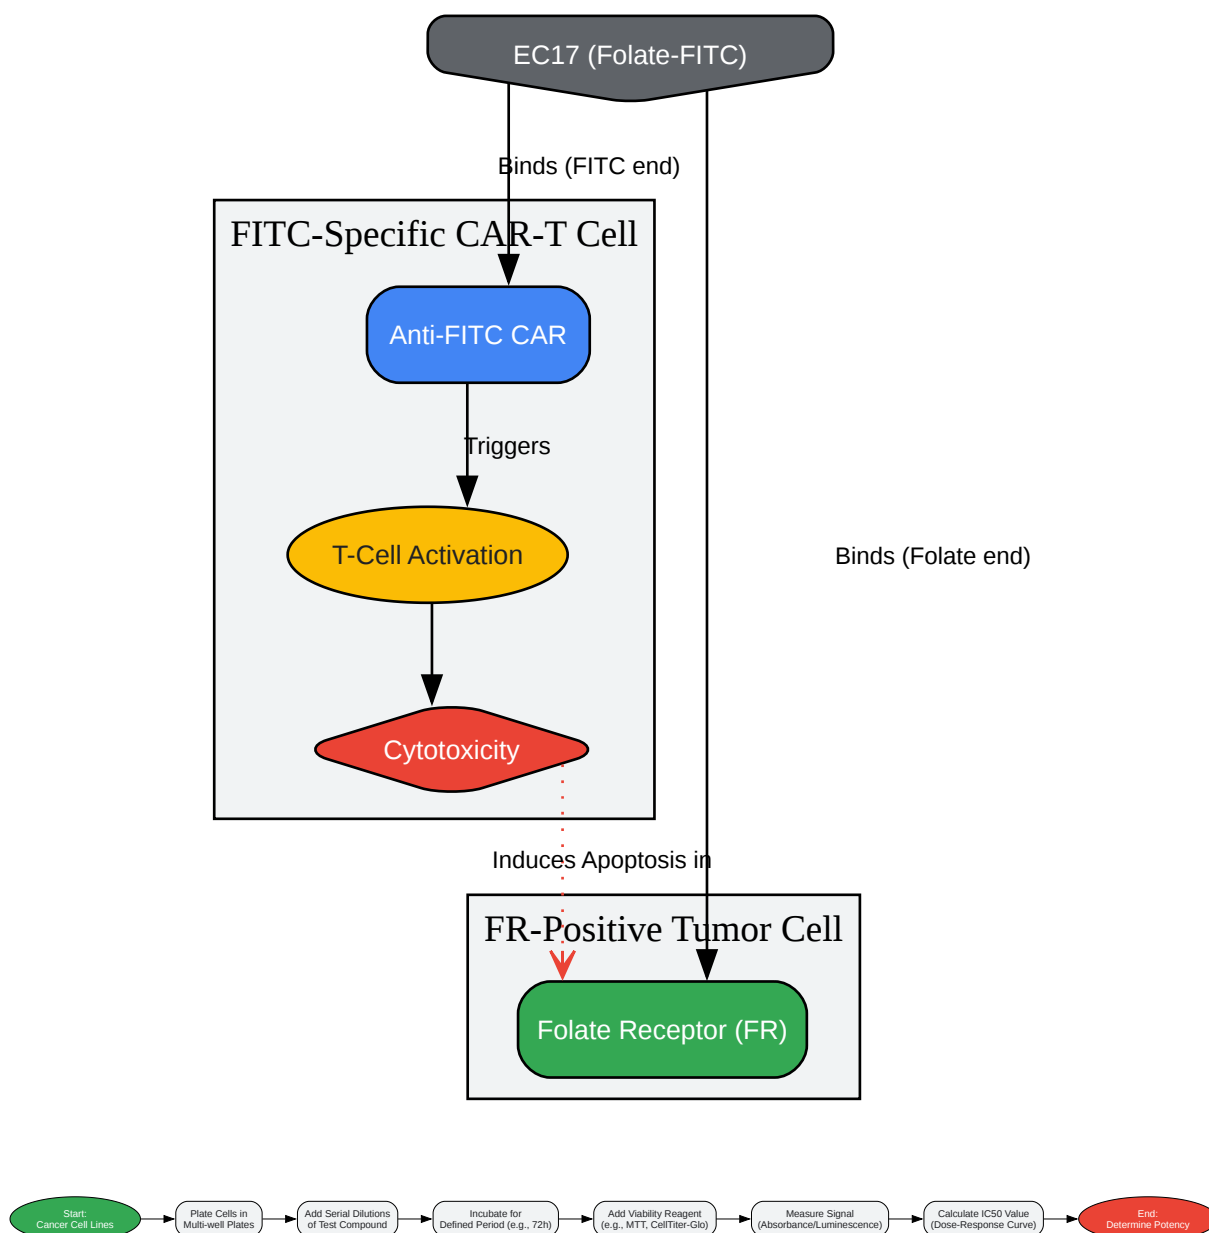 EC17 (Folate-FITC)
Binds (FITC end)
FITC-Specific CAR-T Cell
Anti-FITC CAR
Triggers
T-Cell Activation
Binds (Folate end)
Cytotoxicity
Induces Apoptosis in
FR-Positive Tumor Cell
Folate Receptor (FR)
Start:
Cancer Cell Lines
Plate Cells in
Multi-well Plates
Add Serial Dilutions
of Test Compound
Incubate for
Defined Period (e.g., 72h)
Add Viability Reagent
(e.g., MTT, CellTiter-Glo)
Measure Signal
(Absorbance/Luminescence)
Calculate IC50 Value
(Dose-Response Curve)
End:
Determine Potency